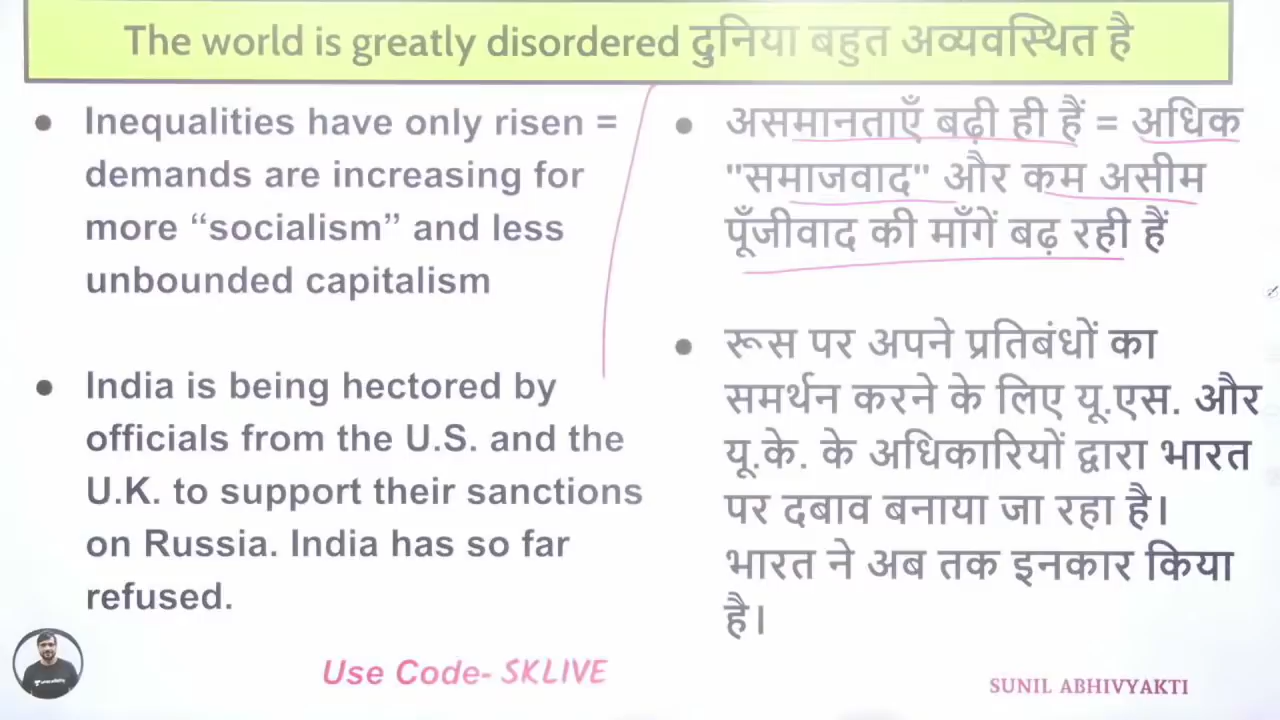 The world is greatly disordered दुनिया बहुत अव्यवस्थित है
Inequalities have only risen =
demands are increasing for
more “socialism” and less
unbounded capitalism
India is being hectored by
officials from the U.S. and the
U.K. to support their sanctions
on Russia. India has so far
refused.
असमानताएँ बढ़ी ही हैं = अधिक
"समाजवाद" और कम असीम
पूँजीवाद की माँगें बढ़ रही हैं
रूस पर अपने प्रतिबंधों का
समर्थन करने के लिए यू.एस. और
यू.के. के अधिकारियों द्वारा भारत
पर दबाव बनाया जा रहा है।
भारत ने अब तक इनकार किया
है।
Use Code- SKLIVE
SUNIL ABHIVYAKTI